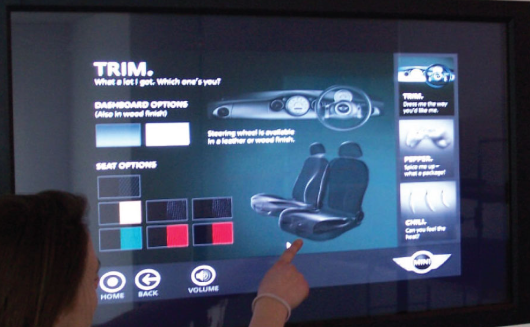 TRIM.
What a lot I got. Which one's you?
DASHBOARD OPTIONS
(Also in wood finish)
Steering wheel is available
in a leather or wood finish.
SEAT OPTIONS
HOME
BACK
VOLUME
TRIM.
Dress me the way
you'd like me.
PEPPER.
Spice me up—
what a package!
CHILL.
Can you feel the
heat?
MINI